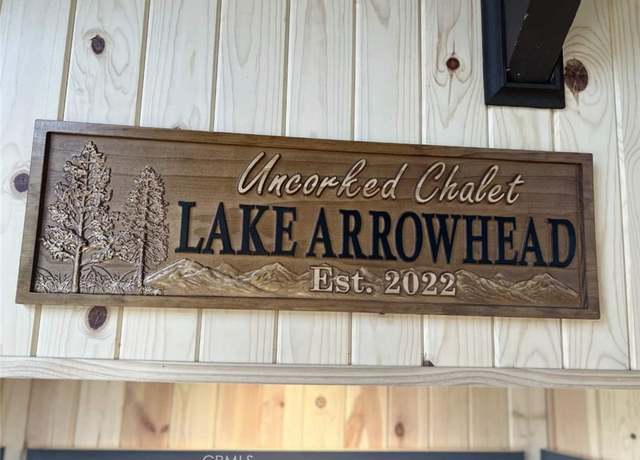 Uncorked Chalet
LAKE ARROWHEAD
Est. 2022